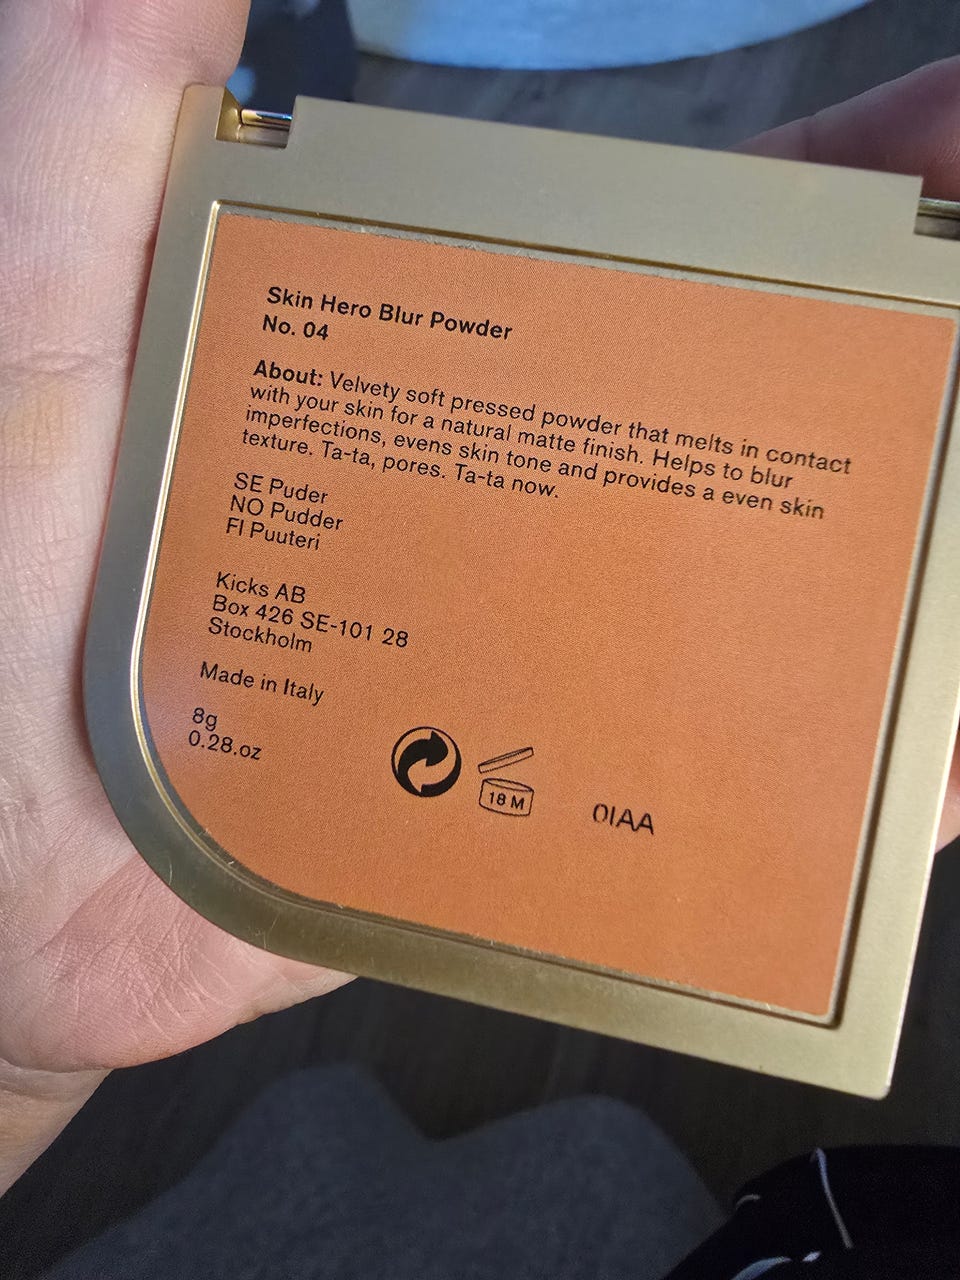 Skin Hero Blur Powder
No. 04
About: Velvety soft pressed powder that melts in contact
with your skin for a natural matte finish. Helps to blur
imperfections, evens skin tone and provides a even skin
texture. Ta-ta, pores. Ta-ta now.
SE Puder
NO Pudder
FI Puuteri
Kicks AB
Box 426 SE-101 28
Stockholm
Made in Italy
8g
0.28.oz
18 M
0IAA